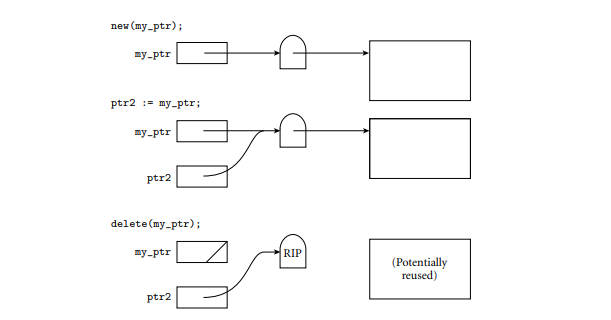 new(my_ptr);
my_ptr
ptr2 := my_ptr;
my_ptr
ptr2
delete(my_ptr);
my_ptr
RIP
(Potentially
reused)
ptr2